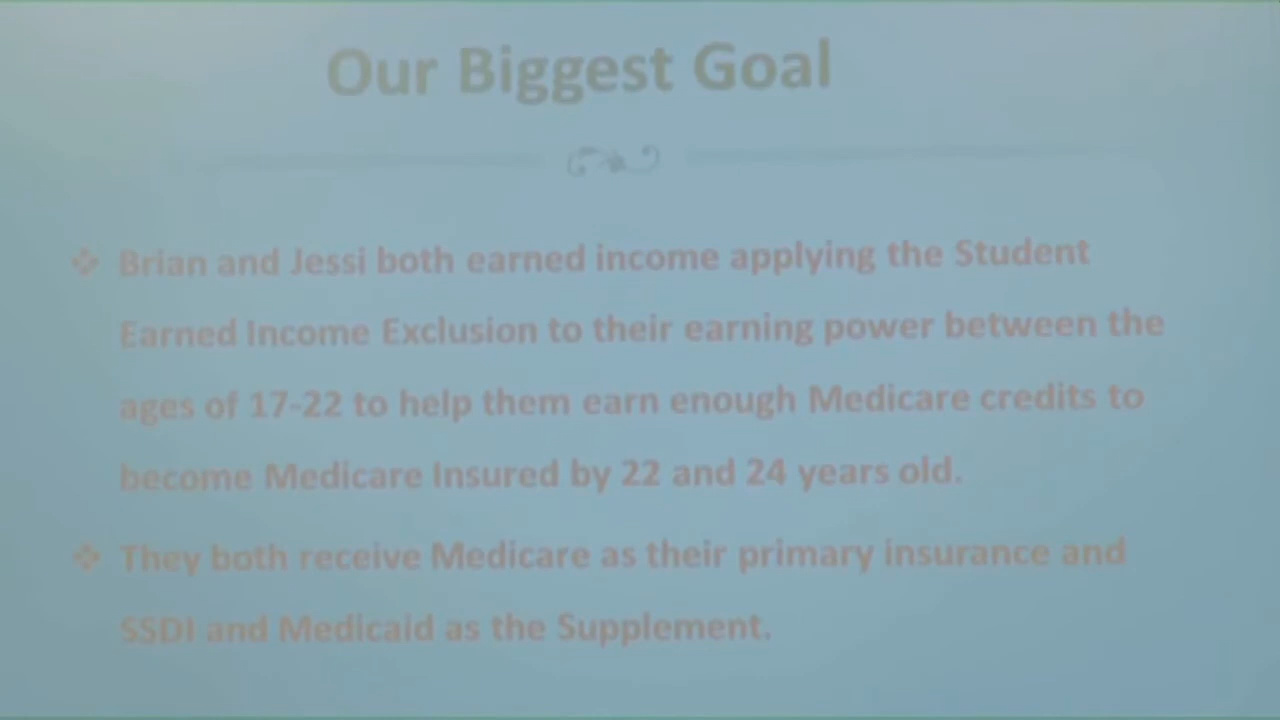 Our Biggest Goal
Brian and Jessi both earned income applying the Student
Earned Income Exclusion to their earning power between the
ages of 17-22 to help them earn enough Medicare credits to
become Medicare Insured by 22 and 24 years old.
They both receive Medicare as their primary insurance and
SSDI and Medicaid as the Supplement.